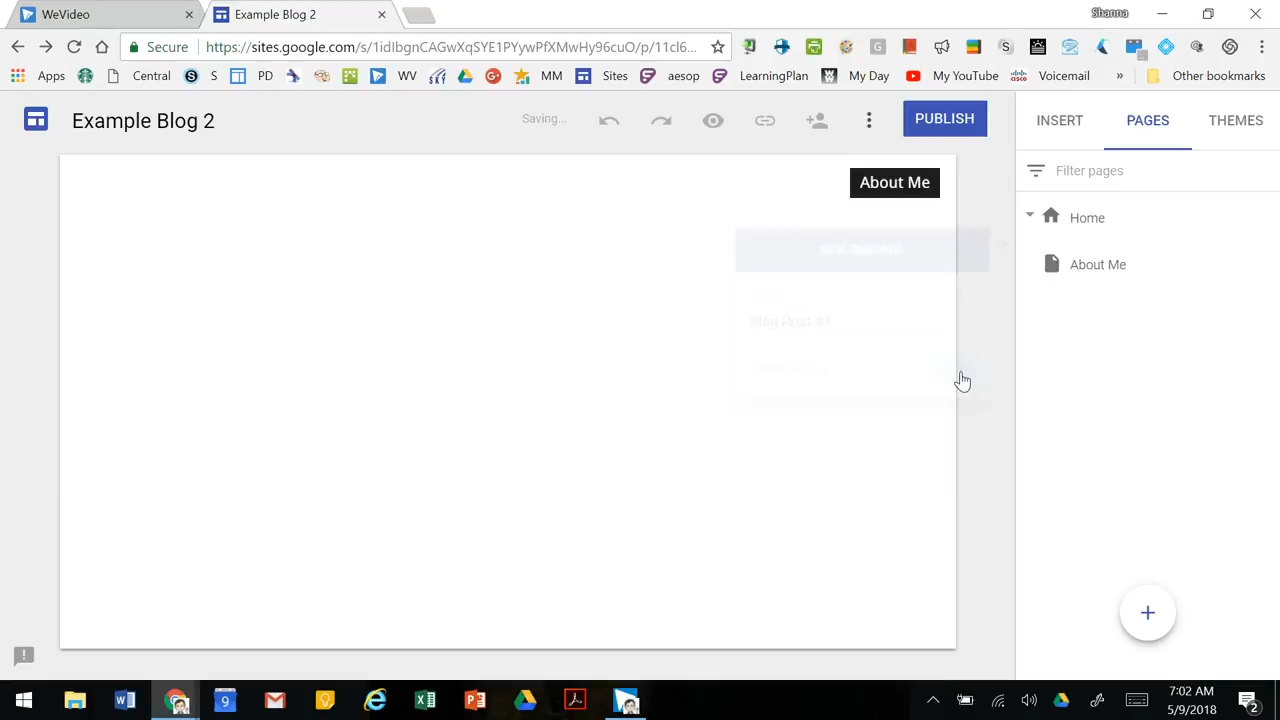 WeVideo
Example Blog 2
Shanna
Secure
https://sites.google.com/s/1idIbgnCAGwXqSYE1PYywPfXMwHy96cuO/p/11cl6...
Apps
Central
S
PD
WV
MM
Sites
aesop
LearningPlan
My Day
My YouTube
Voicemail
»
Other bookmarks
Example Blog 2
Saving...
PUBLISH
INSERT
PAGES
THEMES
About Me
Filter pages
Home
About Me
7:02 AM
5/9/2018
2